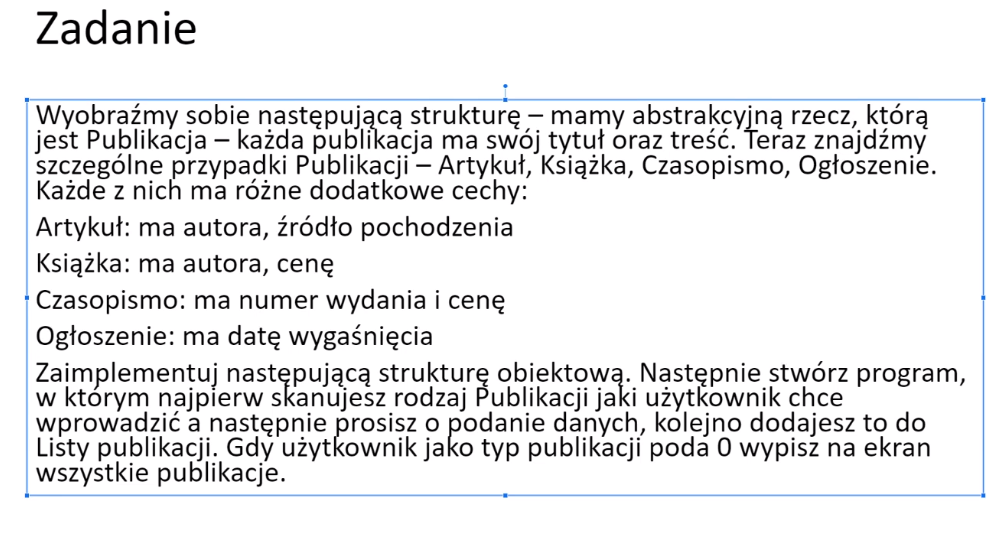 Zadanie
Wyobraźmy sobie następującą strukturę – mamy abstrakcyjną rzecz, którą
jest Publikacja – każda publikacja ma swój tytuł oraz treść. Teraz znajdźmy
szczególne przypadki Publikacji – Artykuł, Książka, Czasopismo, Ogłoszenie.
Każde z nich ma różne dodatkowe cechy:
Artykuł: ma autora, źródło pochodzenia
Książka: ma autora, cenę
Czasopismo: ma numer wydania i cenę
Ogłoszenie: ma datę wygaśnięcia
Zaimplementuj następującą strukturę obiektową. Następnie stwórz program,
w którym najpierw skanujesz rodzaj Publikacji jaki użytkownik chce
wprowadzić a następnie prosisz o podanie danych, kolejno dodajesz to do
Listy publikacji. Gdy użytkownik jako typ publikacji poda 0 wypisz na ekran
wszystkie publikacje.